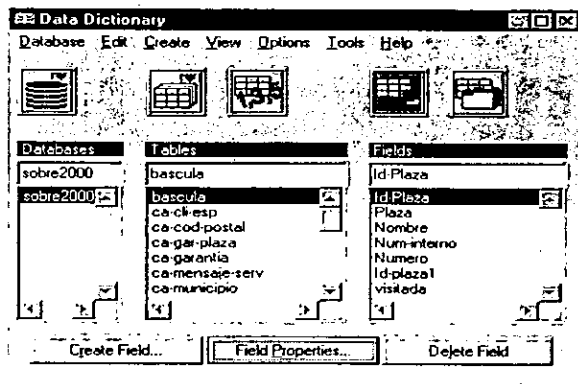 Data Dictionary
Database Edit Create View Options Tools Help
Databases Tables Fields
sobre2000 bascula Id-Plaza
sobre2000 bascula Id-Plaza
ca-cli-esp Plaza
ca-cod-postal Nombre
ca-gar-plaza Num-interno
ca-garantia Numero
ca-mensaje-serv Id-plaza1
ca-municipio visitada
Create Field... Field Properties... Delete Field